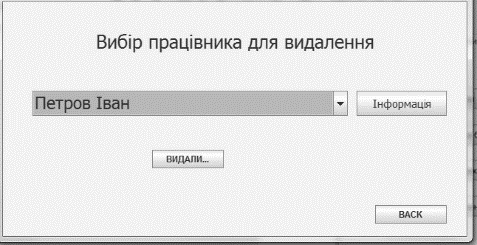 Вибір працівника для видалення
Петров Іван
Інформація
ВИДАЛИ...
BACK